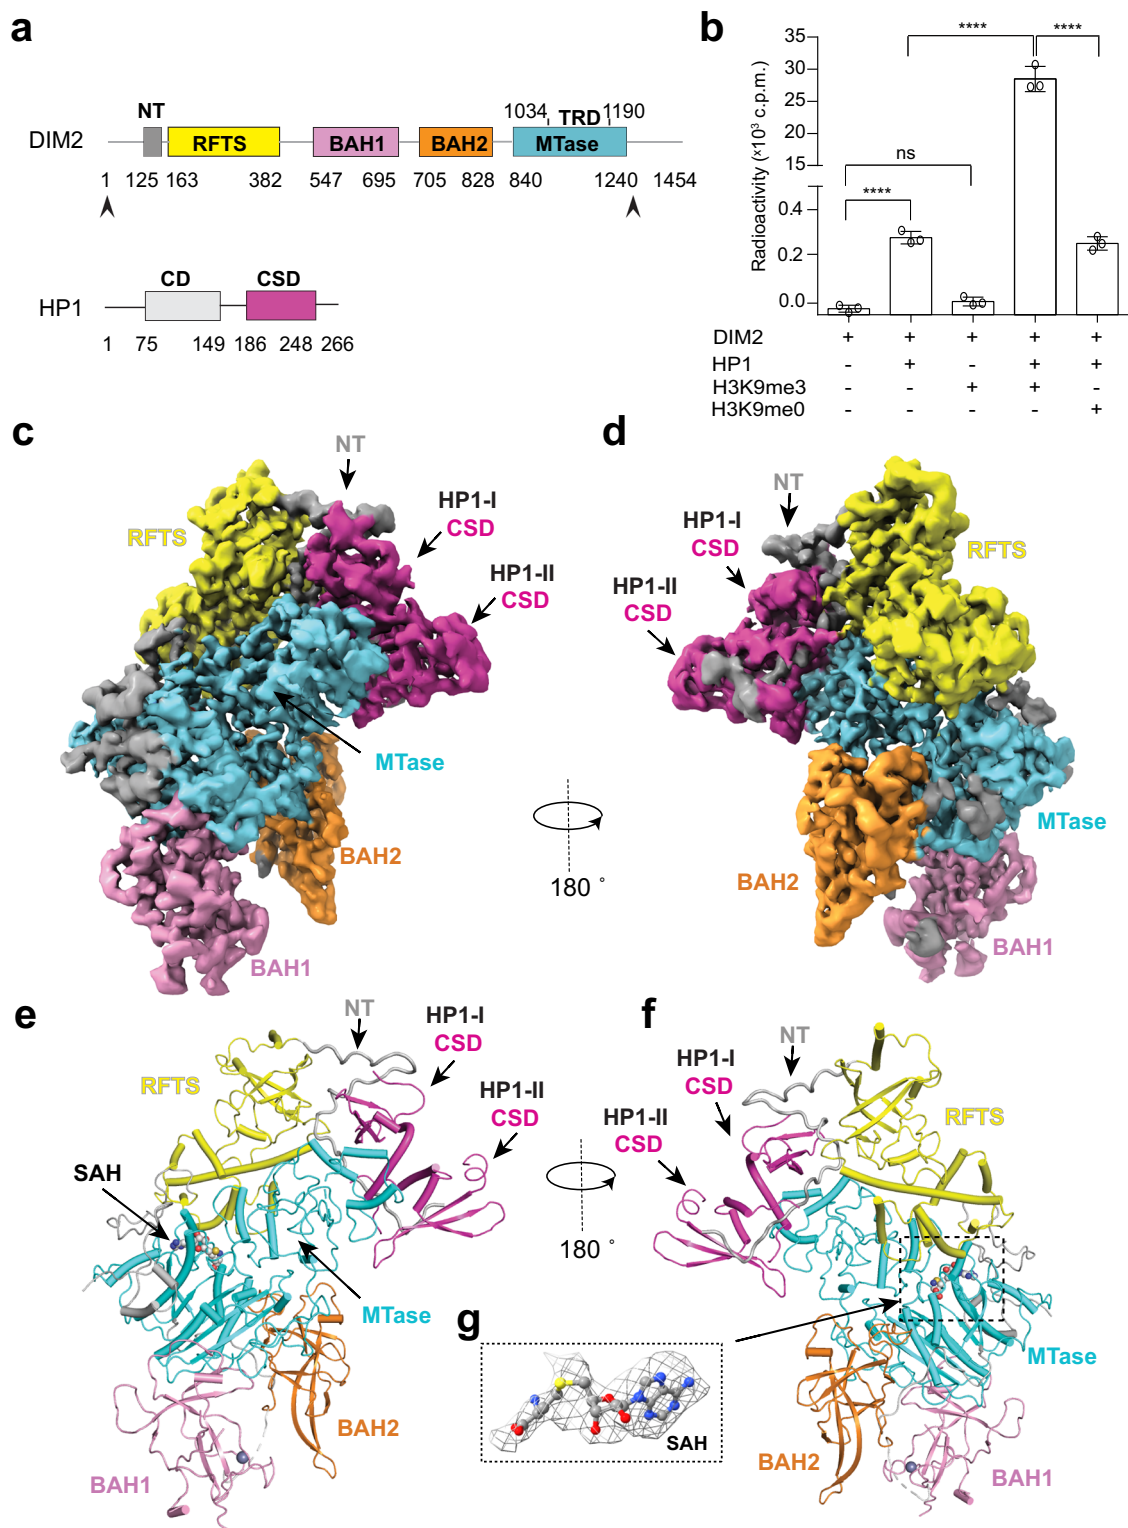 a
NT
1034 TRD 1190
DIM2 RFTS BAH1 BAH2 MTase
1 125 163 382 547 695 705 828 840 1240 1454
CD CSD
HP1
1 75 149 186 248 266
b
Radioactivity (×10³ c.p.m.)
35
30
25
20
15
0.4
0.2
0.0
**** ****
ns
****
DIM2 + + + + +
HP1 - + - + +
H3K9me3 - - + + -
H3K9me0 - - - - +
c
NT
HP1-I
CSD
RFTS
HP1-II
CSD
MTase
BAH2
BAH1
180 °
d
NT
HP1-I
CSD
RFTS
HP1-II
CSD
MTase
BAH2
BAH1
e
NT
HP1-I
CSD
RFTS
HP1-II
CSD
SAH
MTase
BAH2
BAH1
180 °
f
NT
HP1-I
CSD
RFTS
HP1-II
CSD
MTase
BAH2
BAH1
g
SAH